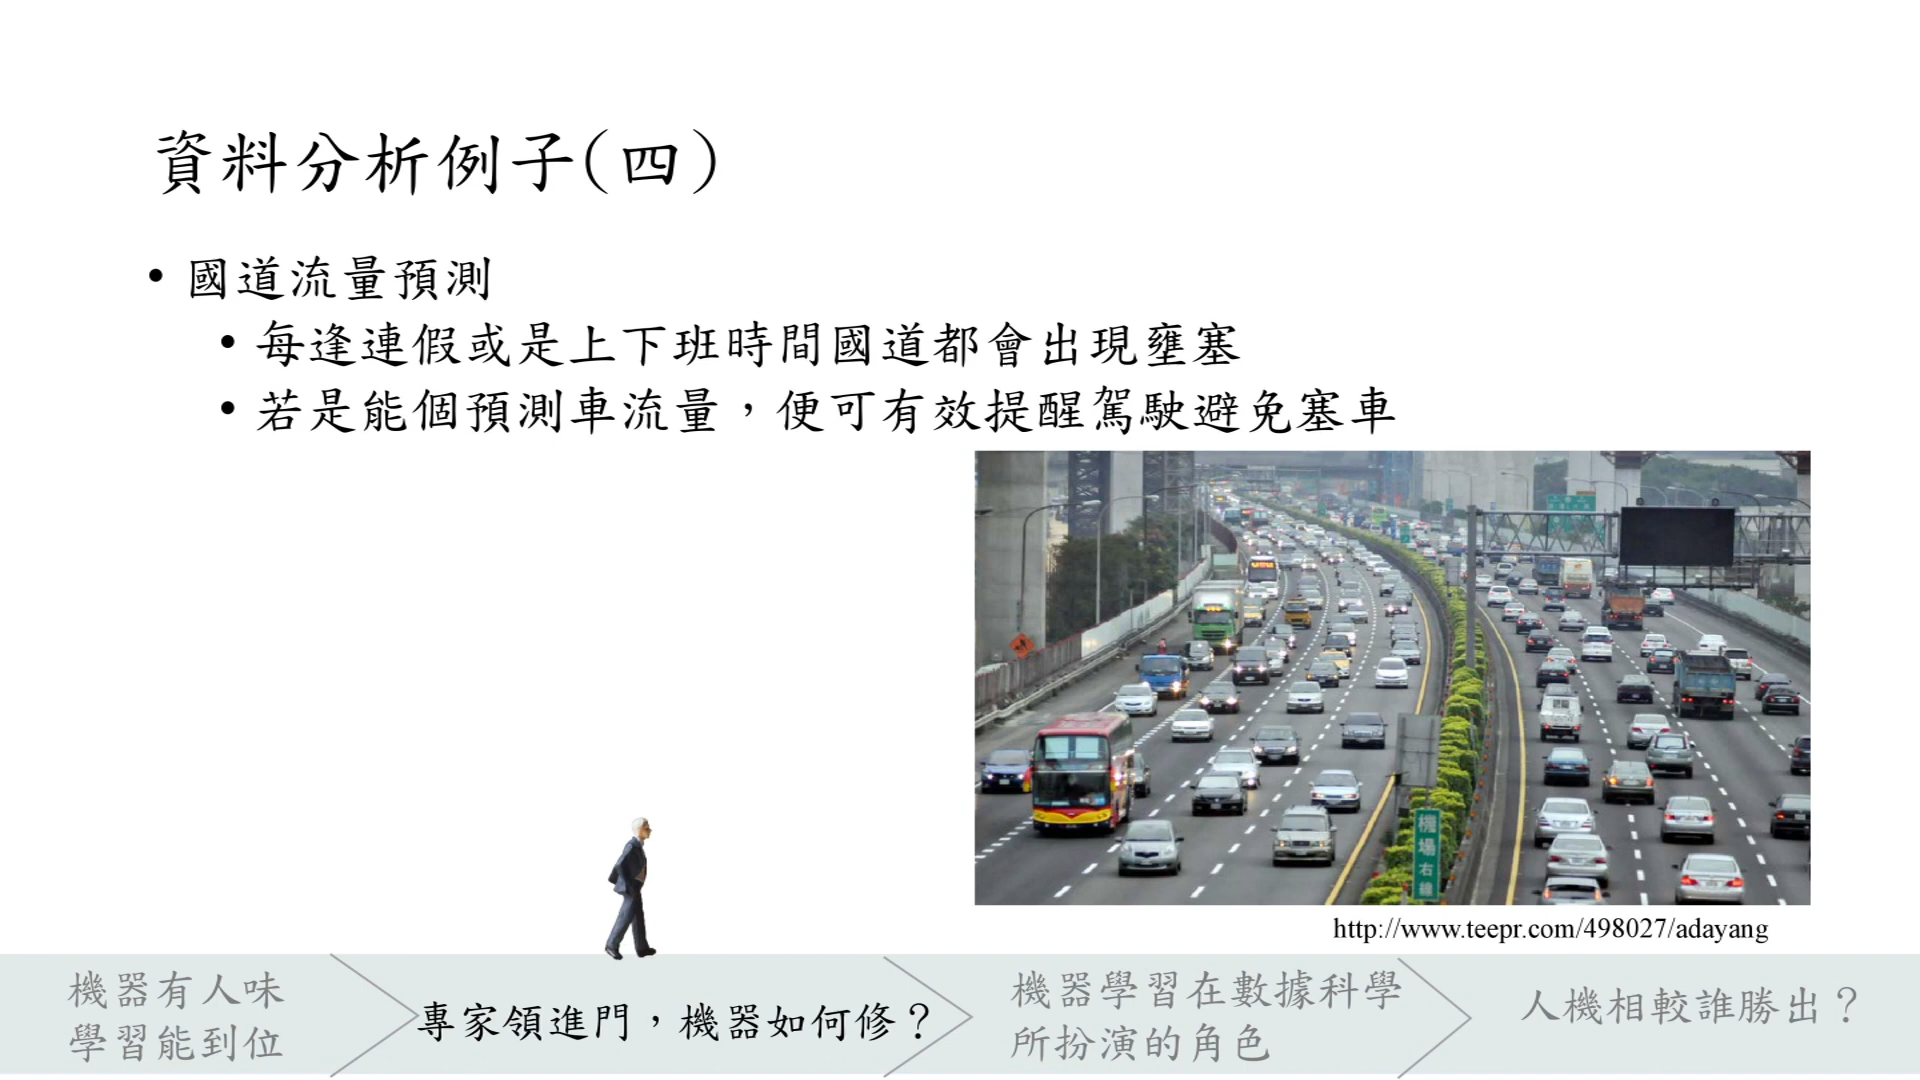 資料分析例子(四)
• 國道流量預測
• 每逢連假或是上下班時間國道都會出現壅塞
• 若是能個預測車流量，便可有效提醒駕駛避免塞車
機場右線
http://www.teepr.com/498027/adayang
機器有人味
學習能到位
專家領進門，機器如何修？
機器學習在數據科學
所扮演的角色
人機相較誰勝出？